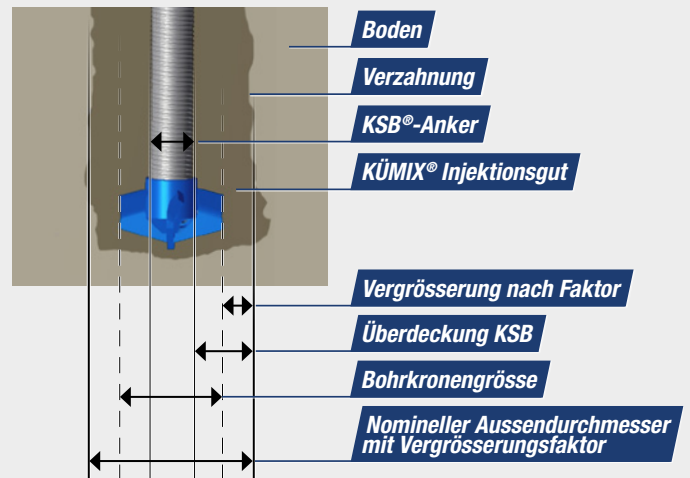 Boden
Verzahnung
KSB®-Anker
KÜMIX® Injektionsgut
Vergrösserung nach Faktor
Überdeckung KSB
Bohrkronengrösse
Nomineller Aussendurchmesser
mit Vergrösserungsfaktor